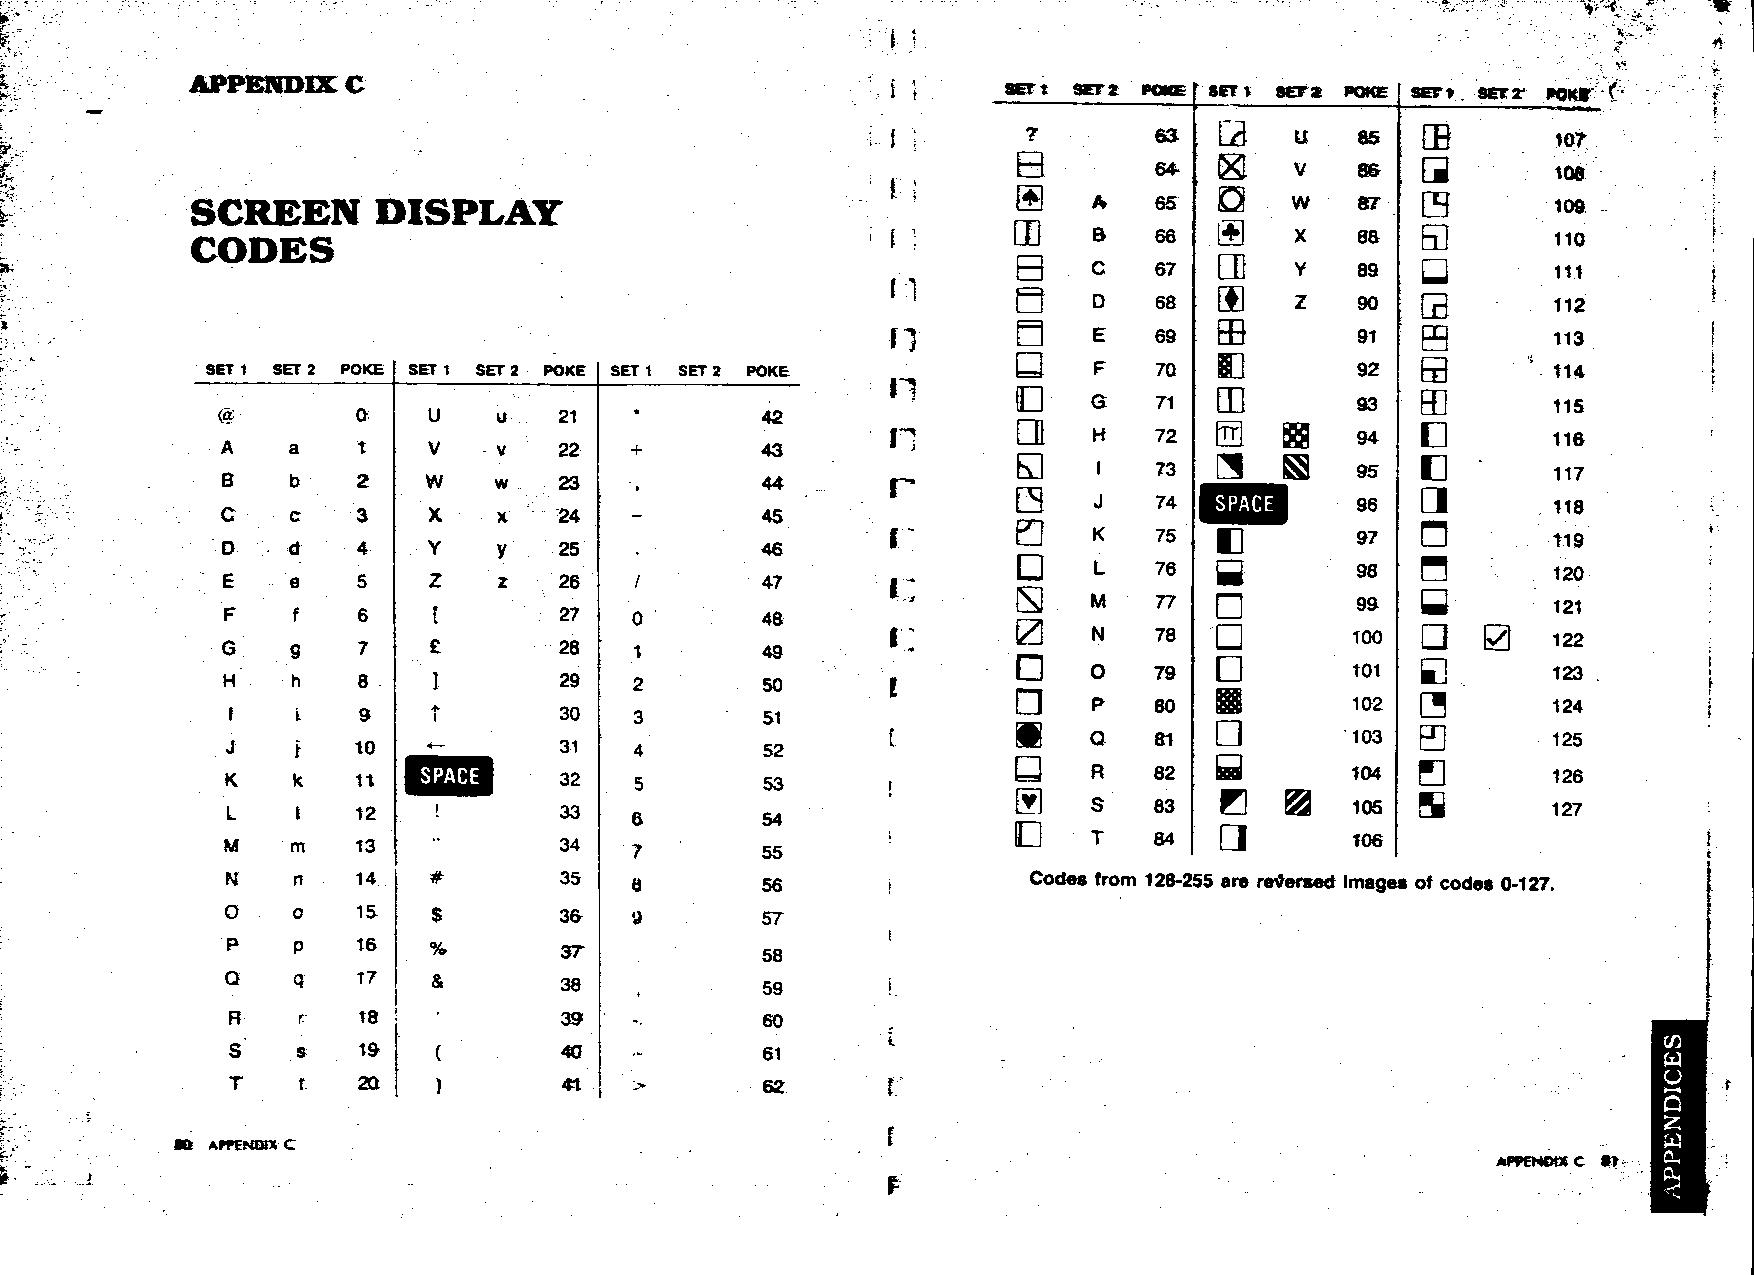 APPENDIX C
SCREEN DISPLAY
CODES
SET 1 SET 2 POKE SET 1 SET 2 POKE SET 1 SET 2 POKE
@ 0 U u 21 * 42
A a 1 V v 22 + 43
B b 2 W w 23 , 44
C c 3 X x 24 – 45
D d 4 Y y 25 . 46
E e 5 Z z 26 / 47
F f 6 [ 27 0 48
G g 7 £ 28 1 49
H h 8 ] 29 2 50
I i 9 ↑ 30 3 51
J j 10 ← 31 4 52
K k 11 SPACE 32 5 53
L l 12 ! 33 6 54
M m 13 " 34 7 55
N n 14 # 35 8 56
O o 15 $ 36 9 57
P p 16 % 37 58
Q q 17 & 38 59
R r 18 ' 39 60
S s 19 ( 40 61
T t 20 ) 41 > 62
80 APPENDIX C
SET 1 SET 2 POKE SET 1 SET 2 POKE SET 1 SET 2 POKE
? 63 U 85 107
64 V 86 108
♠ A 65 W 87 109
B 66 ♣ X 88 110
C 67 Y 89 111
D 68 ♦ Z 90 112
E 69 91 113
F 70 92 114
G 71 93 115
H 72 π 94 116
I 73 95 117
J 74 SPACE 96 118
K 75 97 119
L 76 98 120
M 77 99 121
N 78 100 ✓ 122
O 79 101 123
P 80 102 124
Q 81 103 125
R 82 104 126
♥ S 83 105 127
T 84 106
Codes from 128-255 are reversed images of codes 0-127.
APPENDIX C 81
APPENDICES